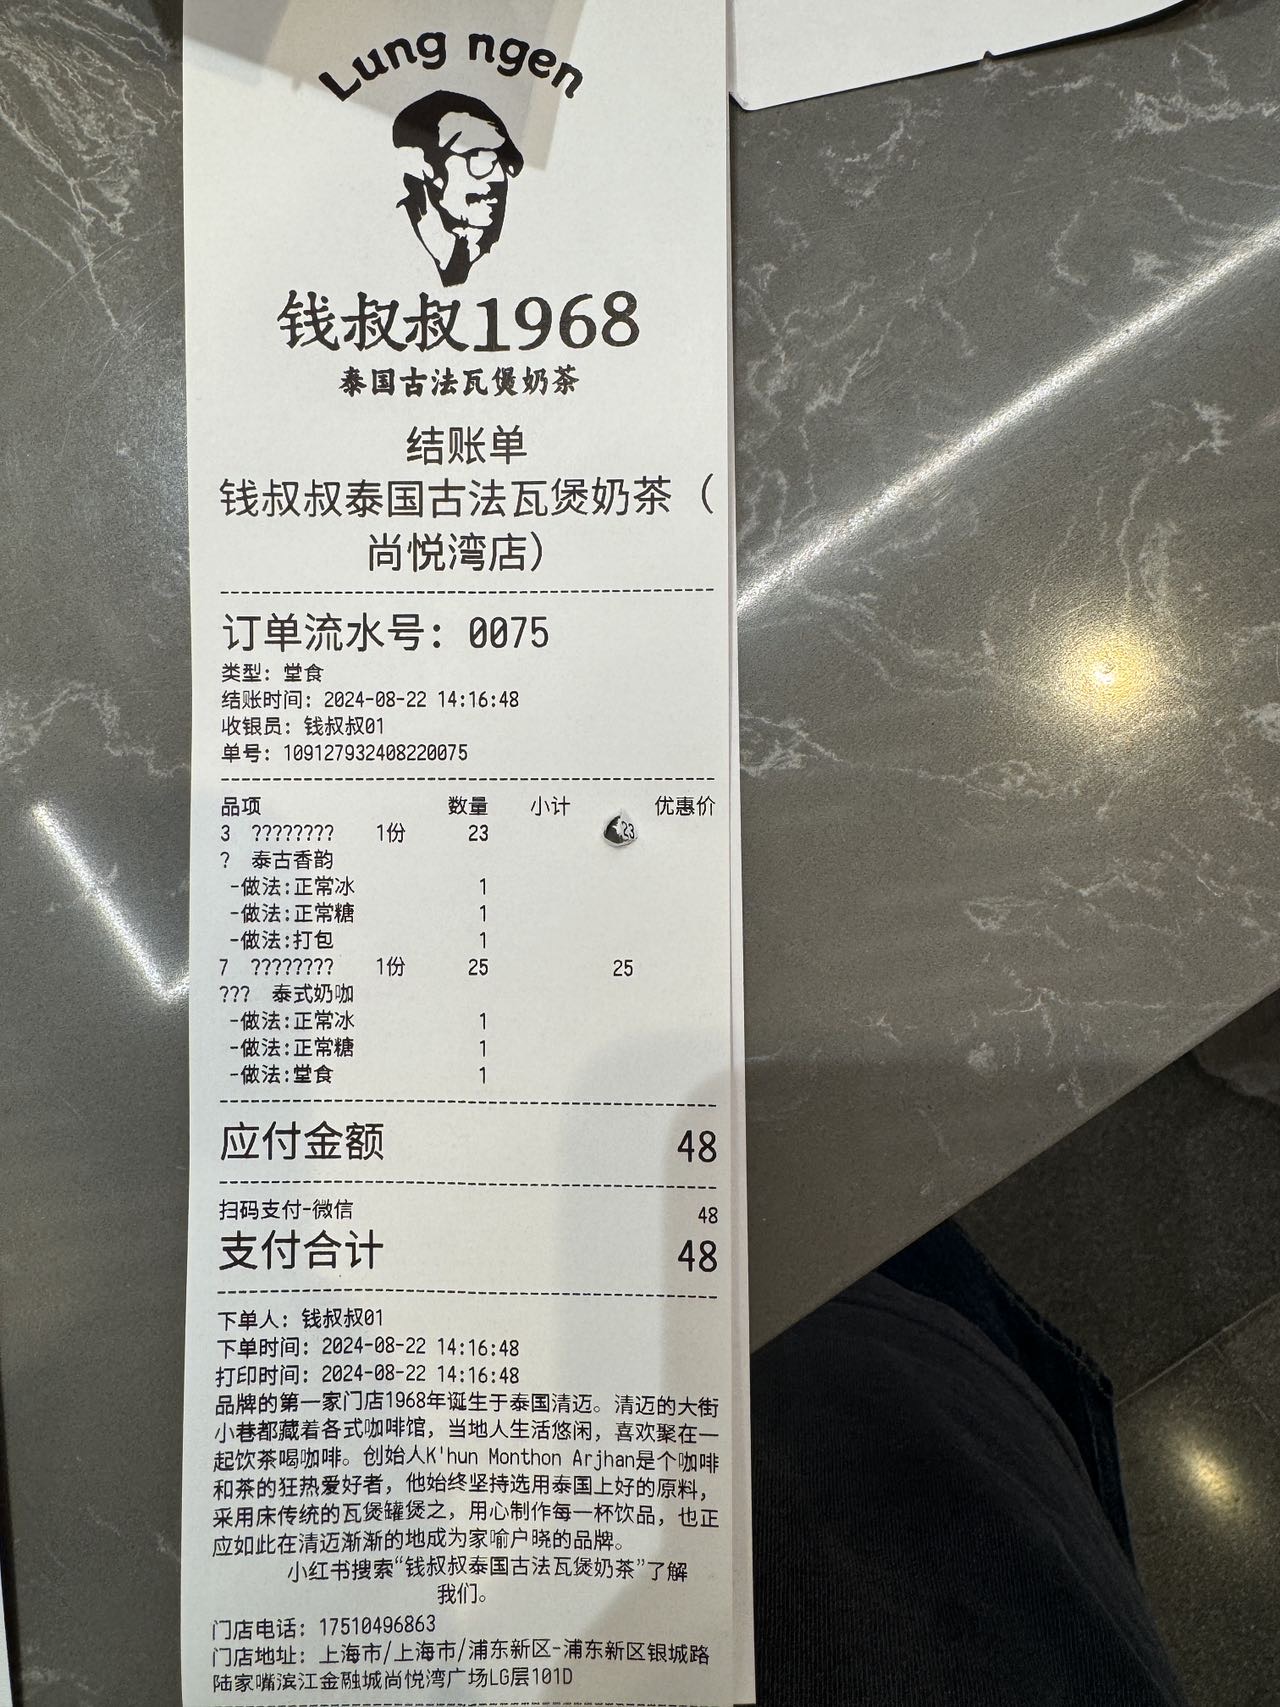 Lung ngen
钱叔叔1968
泰国古法瓦煲奶茶
结账单
钱叔叔泰国古法瓦煲奶茶（
尚悦湾店）
订单流水号: 0075
类型: 堂食
结账时间: 2024-08-22 14:16:48
收银员: 钱叔叔01
单号: 109127932408220075
品项 数量 小计 优惠价
3 ???????? 1份 23 23
? 泰古香韵
-做法:正常冰 1
-做法:正常糖 1
-做法:打包 1
7 ???????? 1份 25 25
??? 泰式奶咖
-做法:正常冰 1
-做法:正常糖 1
-做法:堂食 1
应付金额 48
扫码支付-微信 48
支付合计 48
下单人: 钱叔叔01
下单时间: 2024-08-22 14:16:48
打印时间: 2024-08-22 14:16:48
品牌的第一家门店1968年诞生于泰国清迈。清迈的大街
小巷都藏着各式咖啡馆，当地人生活悠闲，喜欢聚在一
起饮茶喝咖啡。创始人K'hun Monthon Arjhan是个咖啡
和茶的狂热爱好者，他始终坚持选用泰国上好的原料，
采用床传统的瓦煲罐煲之，用心制作每一杯饮品，也正
应如此在清迈渐渐的地成为家喻户晓的品牌。
小红书搜索“钱叔叔泰国古法瓦煲奶茶”了解
我们。
门店电话: 17510496863
门店地址: 上海市/上海市/浦东新区-浦东新区银城路
陆家嘴滨江金融城尚悦湾广场LG层101D